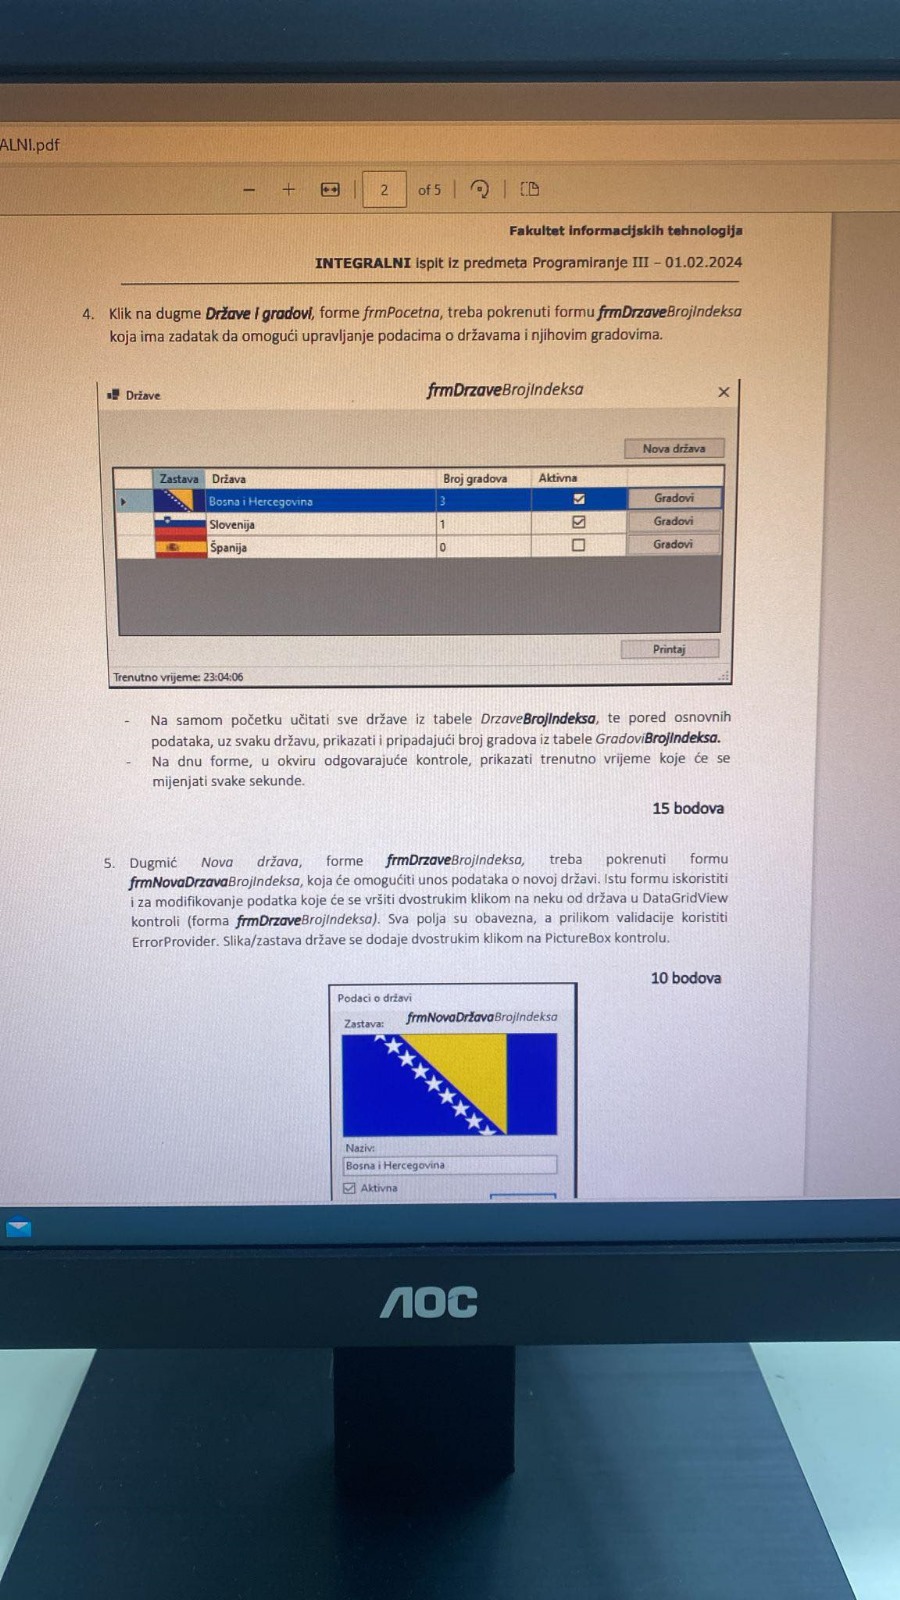 ALNI.pdf
2 of 5
Fakultet informacijskih tehnologija
INTEGRALNI ispit iz predmeta Programiranje III – 01.02.2024
4. Klik na dugme Države i gradovi, forme frmPocetna, treba pokrenuti formu frmDrzaveBrojIndeksa
koja ima zadatak da omogući upravljanje podacima o državama i njihovim gradovima.
Države
frmDrzaveBrojIndeksa
Nova država
Zastava Država Broj gradova Aktivna
Bosna i Hercegovina 3 Gradovi
Slovenija 1 Gradovi
Španija 0 Gradovi
Printaj
Trenutno vrijeme: 23:04:06
- Na samom početku učitati sve države iz tabele DrzaveBrojIndeksa, te pored osnovnih
podataka, uz svaku državu, prikazati i pripadajući broj gradova iz tabele GradoviBrojIndeksa.
- Na dnu forme, u okviru odgovarajuće kontrole, prikazati trenutno vrijeme koje će se
mijenjati svake sekunde.
15 bodova
5. Dugmić Nova država, forme frmDrzaveBrojIndeksa, treba pokrenuti formu
frmNovaDrzavaBrojIndeksa, koja će omogućiti unos podataka o novoj državi. Istu formu iskoristiti
i za modifikovanje podatka koje će se vršiti dvostrukim klikom na neku od država u DataGridView
kontroli (forma frmDrzaveBrojIndeksa). Sva polja su obavezna, a prilikom validacije koristiti
ErrorProvider. Slika/zastava države se dodaje dvostrukim klikom na PictureBox kontrolu.
10 bodova
Podaci o državi
frmNovaDržavaBrojIndeksa
Zastava:
Naziv:
Bosna i Hercegovina
Aktivna
AOC